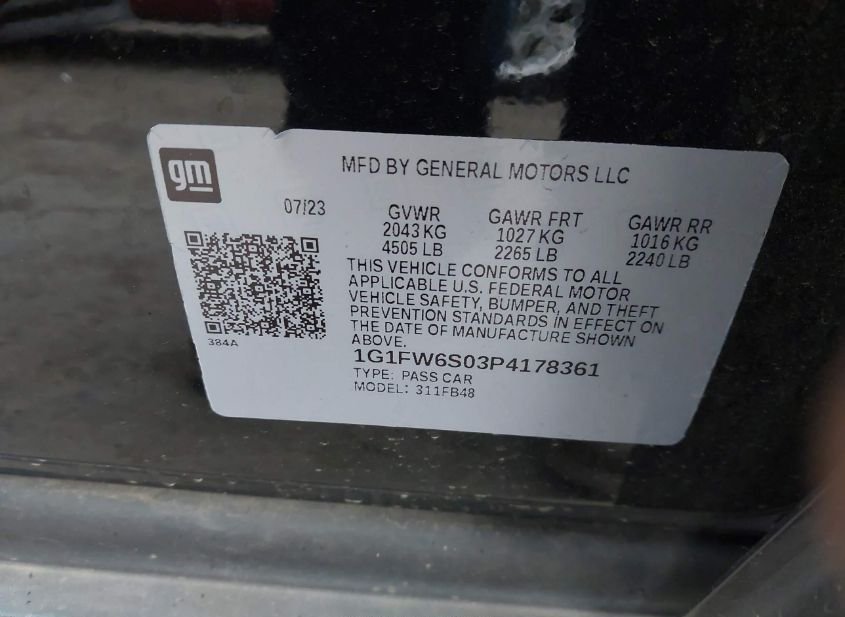 gm
MFD BY GENERAL MOTORS LLC
07/23
GVWR
2043 KG
4505 LB
GAWR FRT
1027 KG
2265 LB
GAWR RR
1016 KG
2240 LB
THIS VEHICLE CONFORMS TO ALL
APPLICABLE U.S. FEDERAL MOTOR
VEHICLE SAFETY, BUMPER, AND THEFT
PREVENTION STANDARDS IN EFFECT ON
THE DATE OF MANUFACTURE SHOWN
ABOVE.
384A
1G1FW6S03P4178361
TYPE: PASS CAR
MODEL: 311FB48